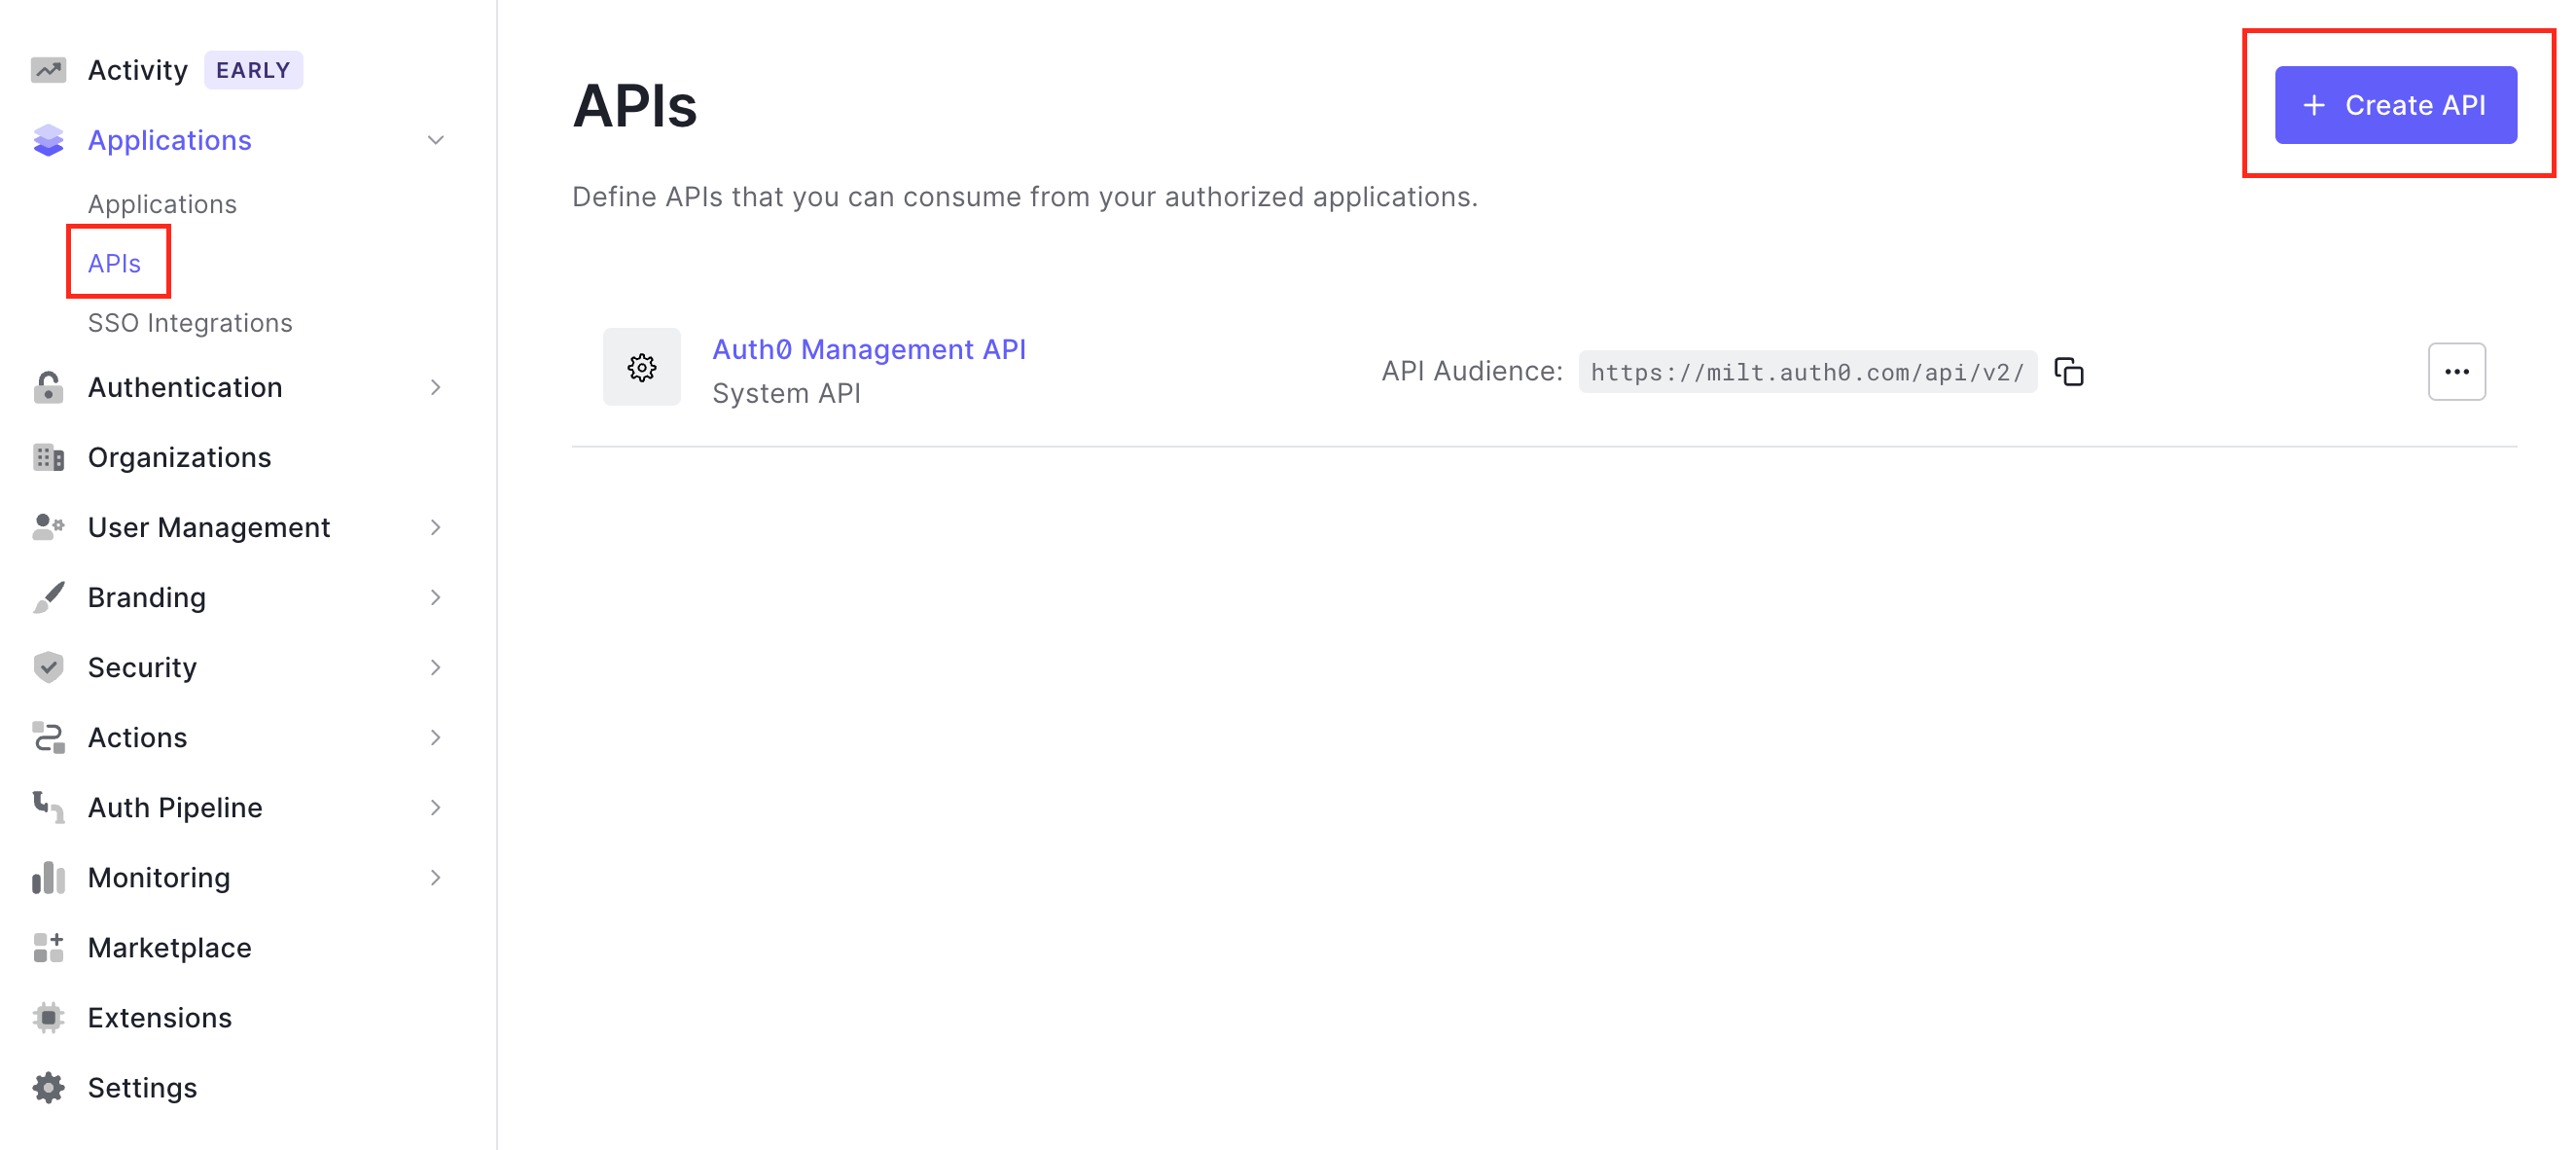 Activity EARLY
Applications
Applications
APIs
SSO Integrations
Authentication
Organizations
User Management
Branding
Security
Actions
Auth Pipeline
Monitoring
Marketplace
Extensions
Settings
APIs
+ Create API
Define APIs that you can consume from your authorized applications.
Auth0 Management API
System API
API Audience: https://milt.auth0.com/api/v2/